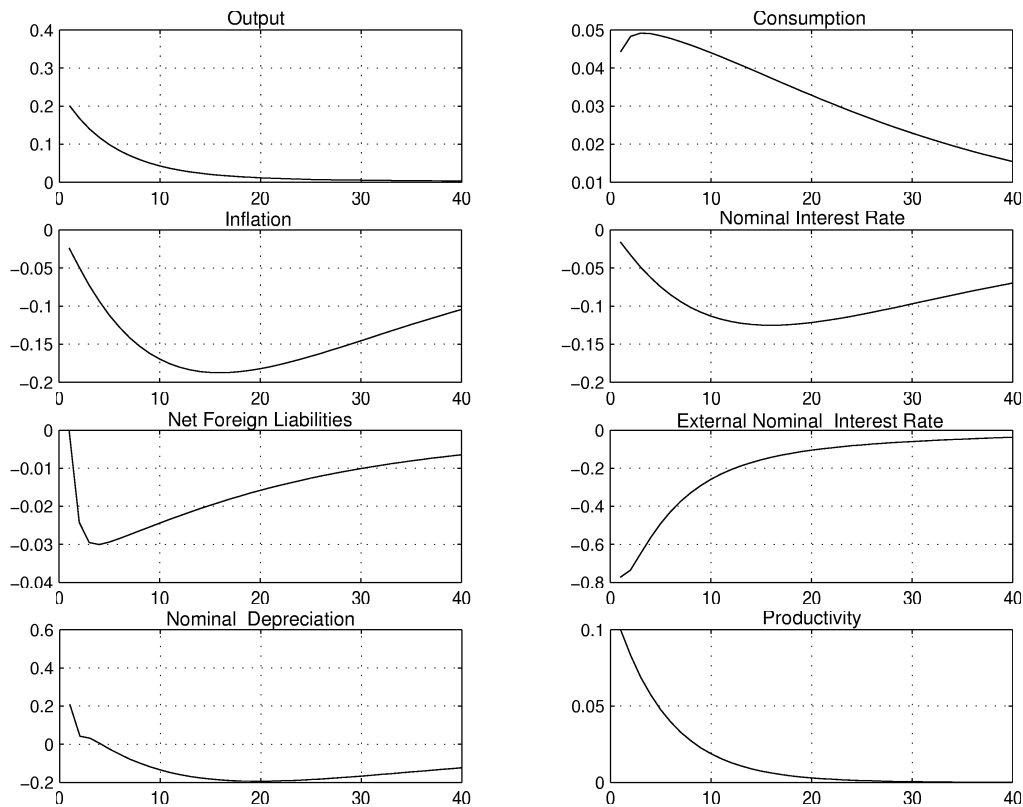 Output
0.4
0.3
0.2
0.1
0
0 10 20 30 40
Consumption
0.05
0.04
0.03
0.02
0.01
0 10 20 30 40
Inflation
0
−0.05
−0.1
−0.15
−0.2
0 10 20 30 40
Nominal Interest Rate
0
−0.05
−0.1
−0.15
−0.2
0 10 20 30 40
Net Foreign Liabilities
0
−0.01
−0.02
−0.03
−0.04
0 10 20 30 40
External Nominal Interest Rate
0
−0.2
−0.4
−0.6
−0.8
0 10 20 30 40
Nominal Depreciation
0.6
0.4
0.2
0
−0.2
0 10 20 30 40
Productivity
0.1
0.05
0
0 10 20 30 40